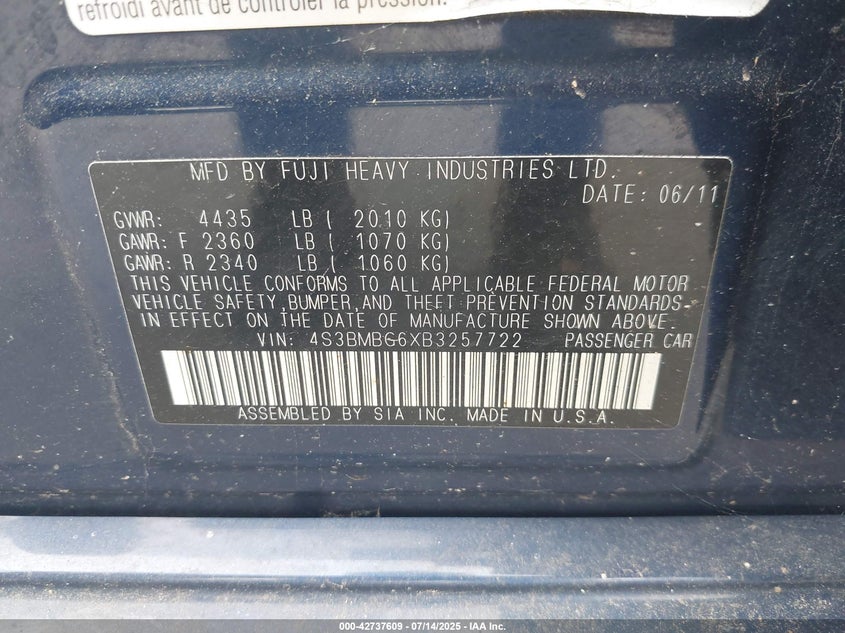 refroidi avant de contrôler la pression.
MFD BY FUJI HEAVY INDUSTRIES LTD.
DATE: 06/11
GVWR: 4435 LB ( 2010 KG)
GAWR: F 2360 LB ( 1070 KG)
GAWR: R 2340 LB ( 1060 KG)
THIS VEHICLE CONFORMS TO ALL APPLICABLE FEDERAL MOTOR
VEHICLE SAFETY,BUMPER,AND THEFT PREVENTION STANDARDS
IN EFFECT ON THE DATE OF MANUFACTURE SHOWN ABOVE.
VIN: 4S3BMBG6XB3257722 PASSENGER CAR
ASSEMBLED BY SIA INC. MADE IN U.S.A.
000-42737609 - 07/14/2025 - IAA Inc.